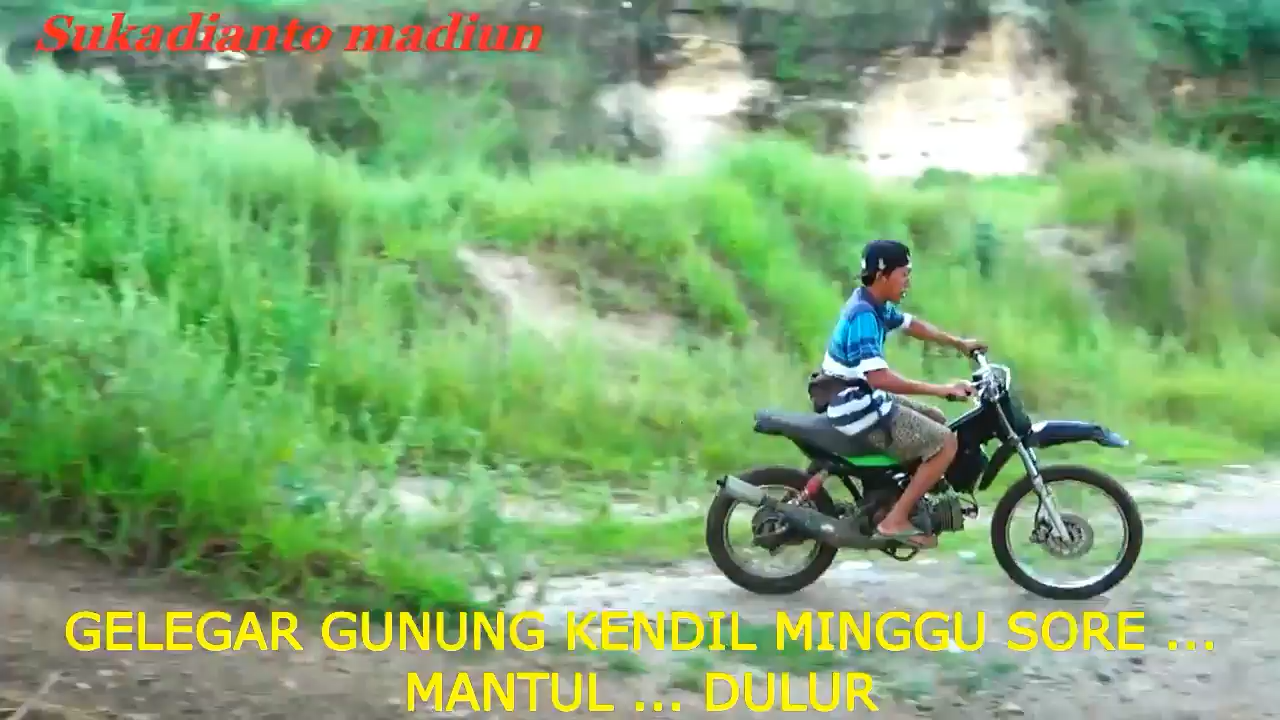 Sukadianto madiun
GELEGAR GUNUNG KENDIL MINGGU SORE ...
MANTUL ... DULUR